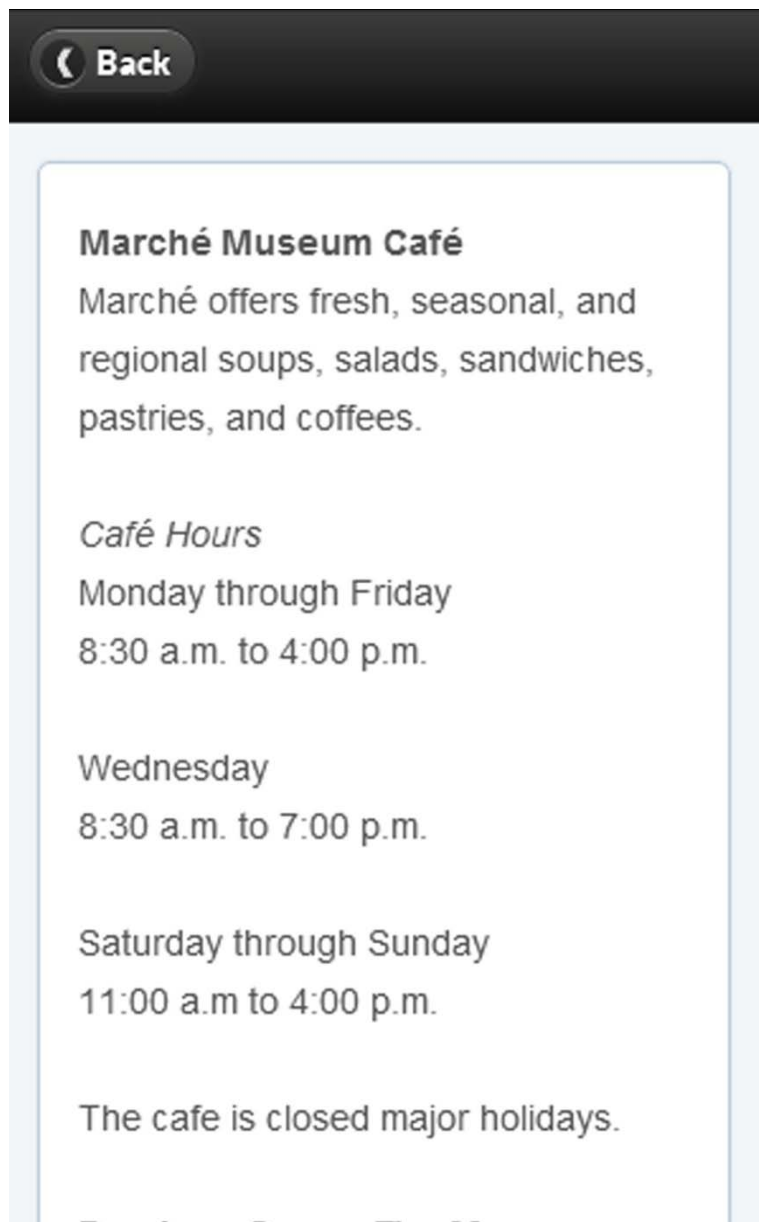 Back
Marché Museum Café
Marché offers fresh, seasonal, and
regional soups, salads, sandwiches,
pastries, and coffees.
Café Hours
Monday through Friday
8:30 a.m. to 4:00 p.m.
Wednesday
8:30 a.m. to 7:00 p.m.
Saturday through Sunday
11:00 a.m to 4:00 p.m.
The cafe is closed major holidays.